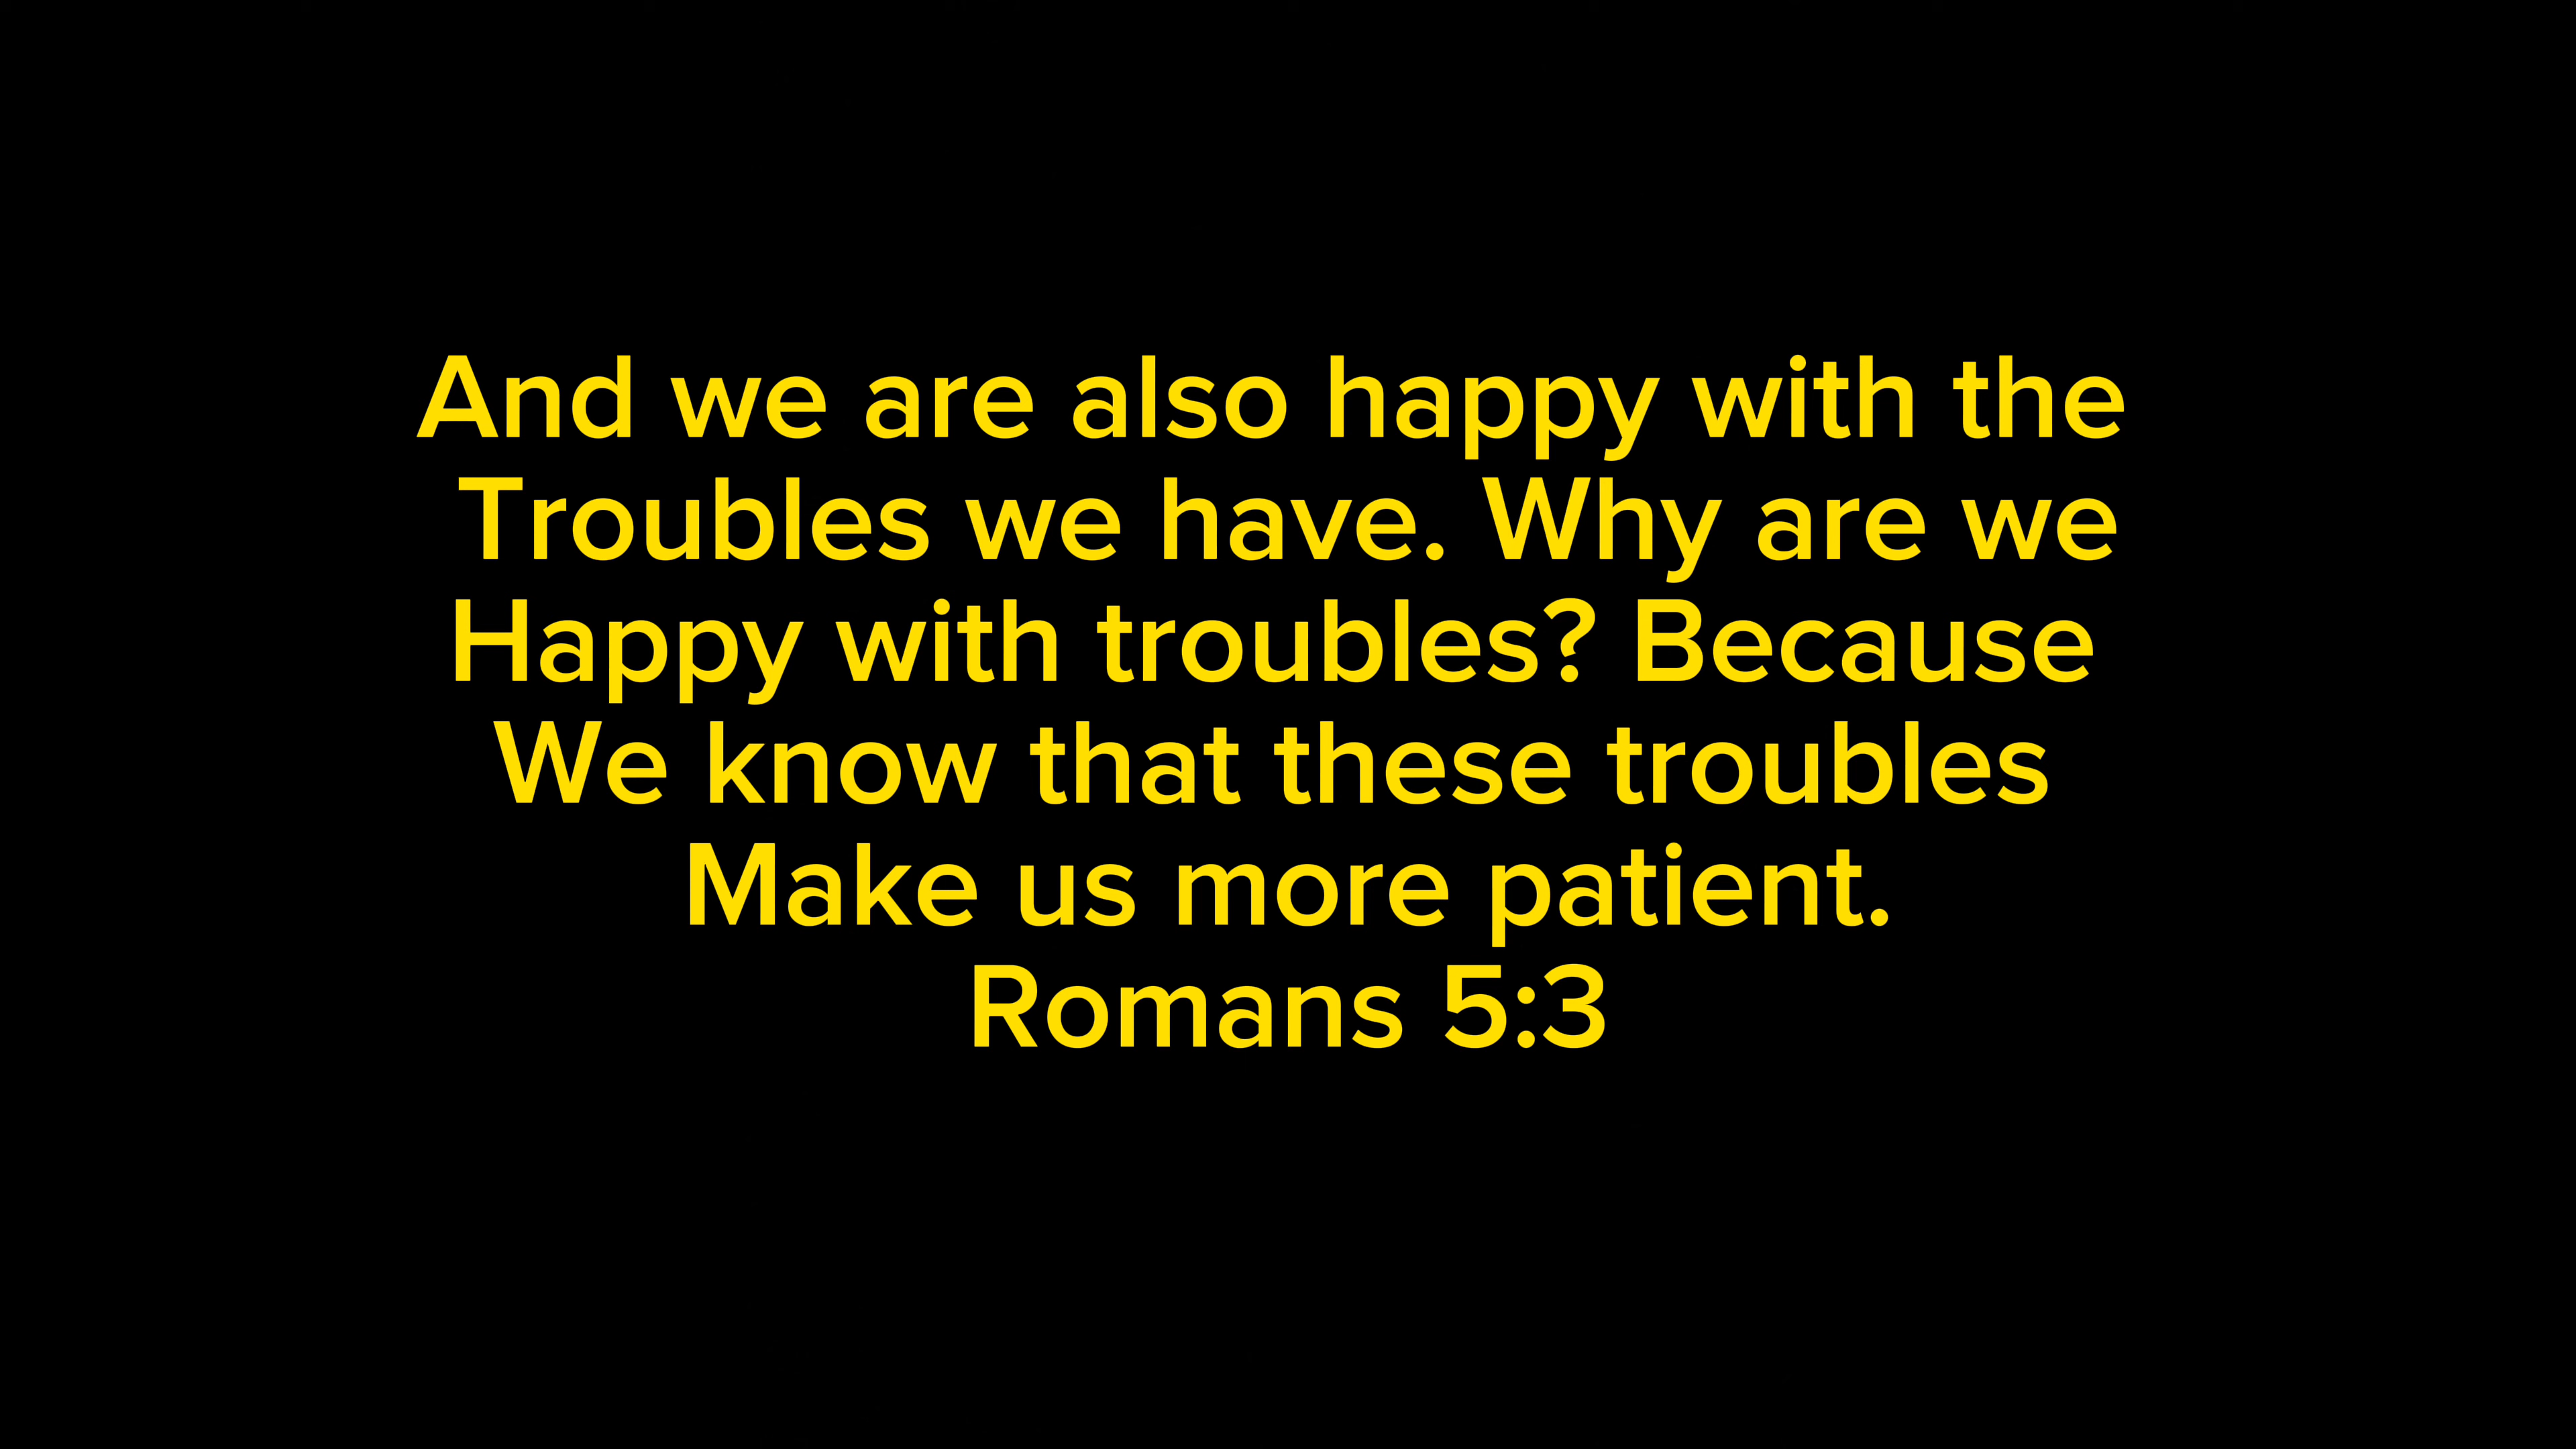 And we are also happy with the
Troubles we have. Why are we
Happy with troubles? Because
We know that these troubles
Make us more patient.
Romans 5:3